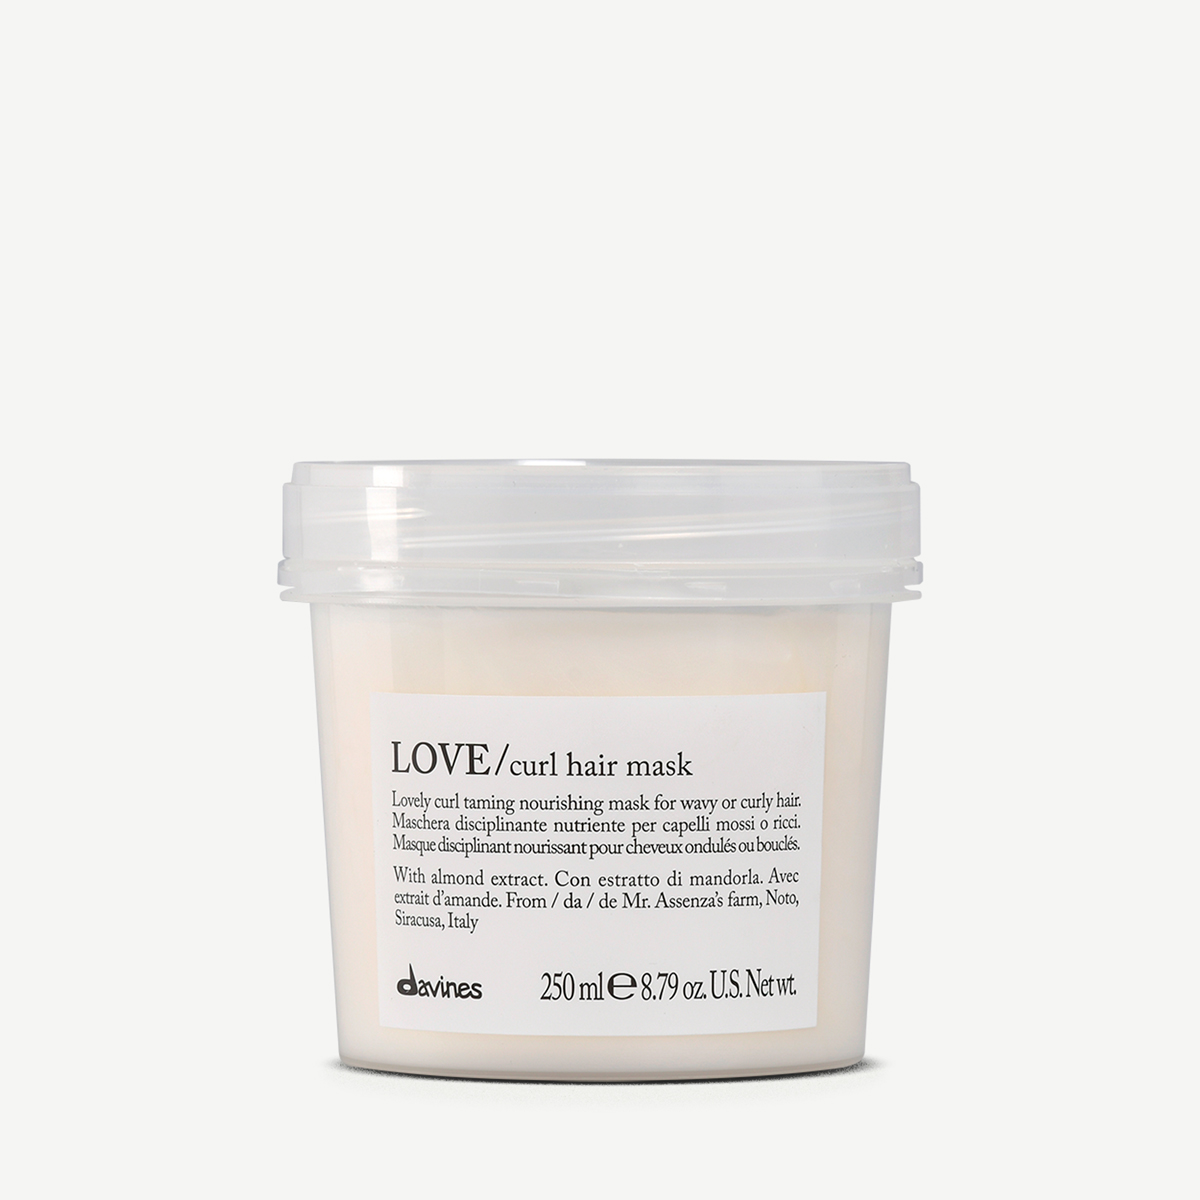 LOVE/curl hair mask
Lovely curl taming nourishing mask for wavy or curly hair.
Maschera disciplinante nutriente per capelli mossi o ricci.
Masque disciplinant nourissant pour cheveux ondulés ou bouclés.
With almond extract. Con estratto di mandorla. Avec
extrait d'amande. From / da / de Mr. Assenza's farm, Noto,
Siracusa, Italy
davines 250 ml ℮ 8.79 oz. U.S. Net wt.